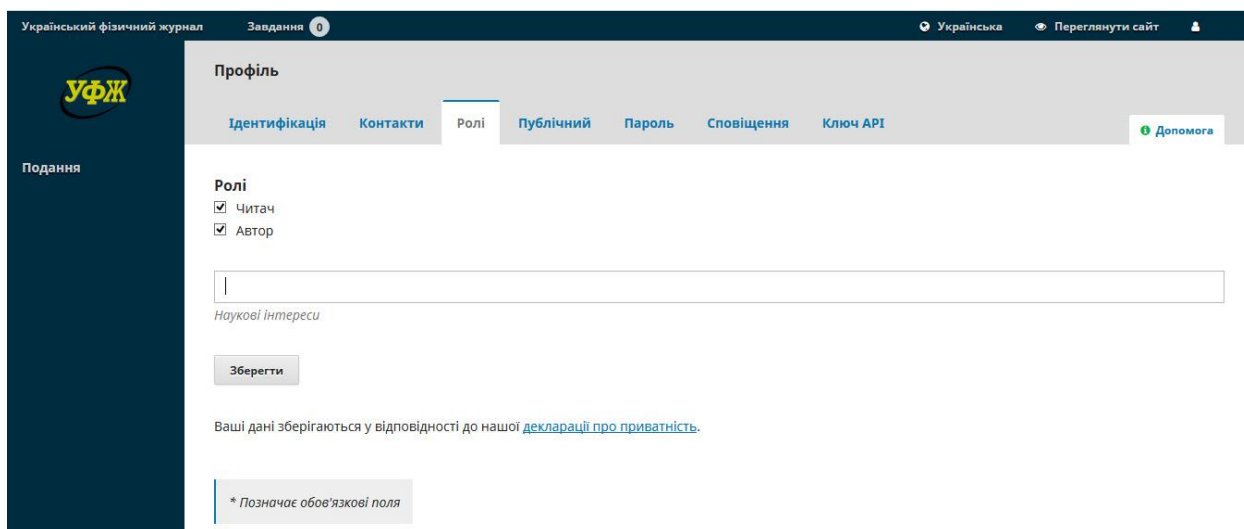 Український фізичний журнал Завдання 0 Українська Переглянути сайт
УФЖ
Профіль
Ідентифікація Контакти Ролі Публічний Пароль Сповіщення Ключ API
Допомога
Подання
Ролі
Читач
Автор
Наукові інтереси
Зберегти
Ваші дані зберігаються у відповідності до нашої декларації про приватність.
* Позначає обов'язкові поля